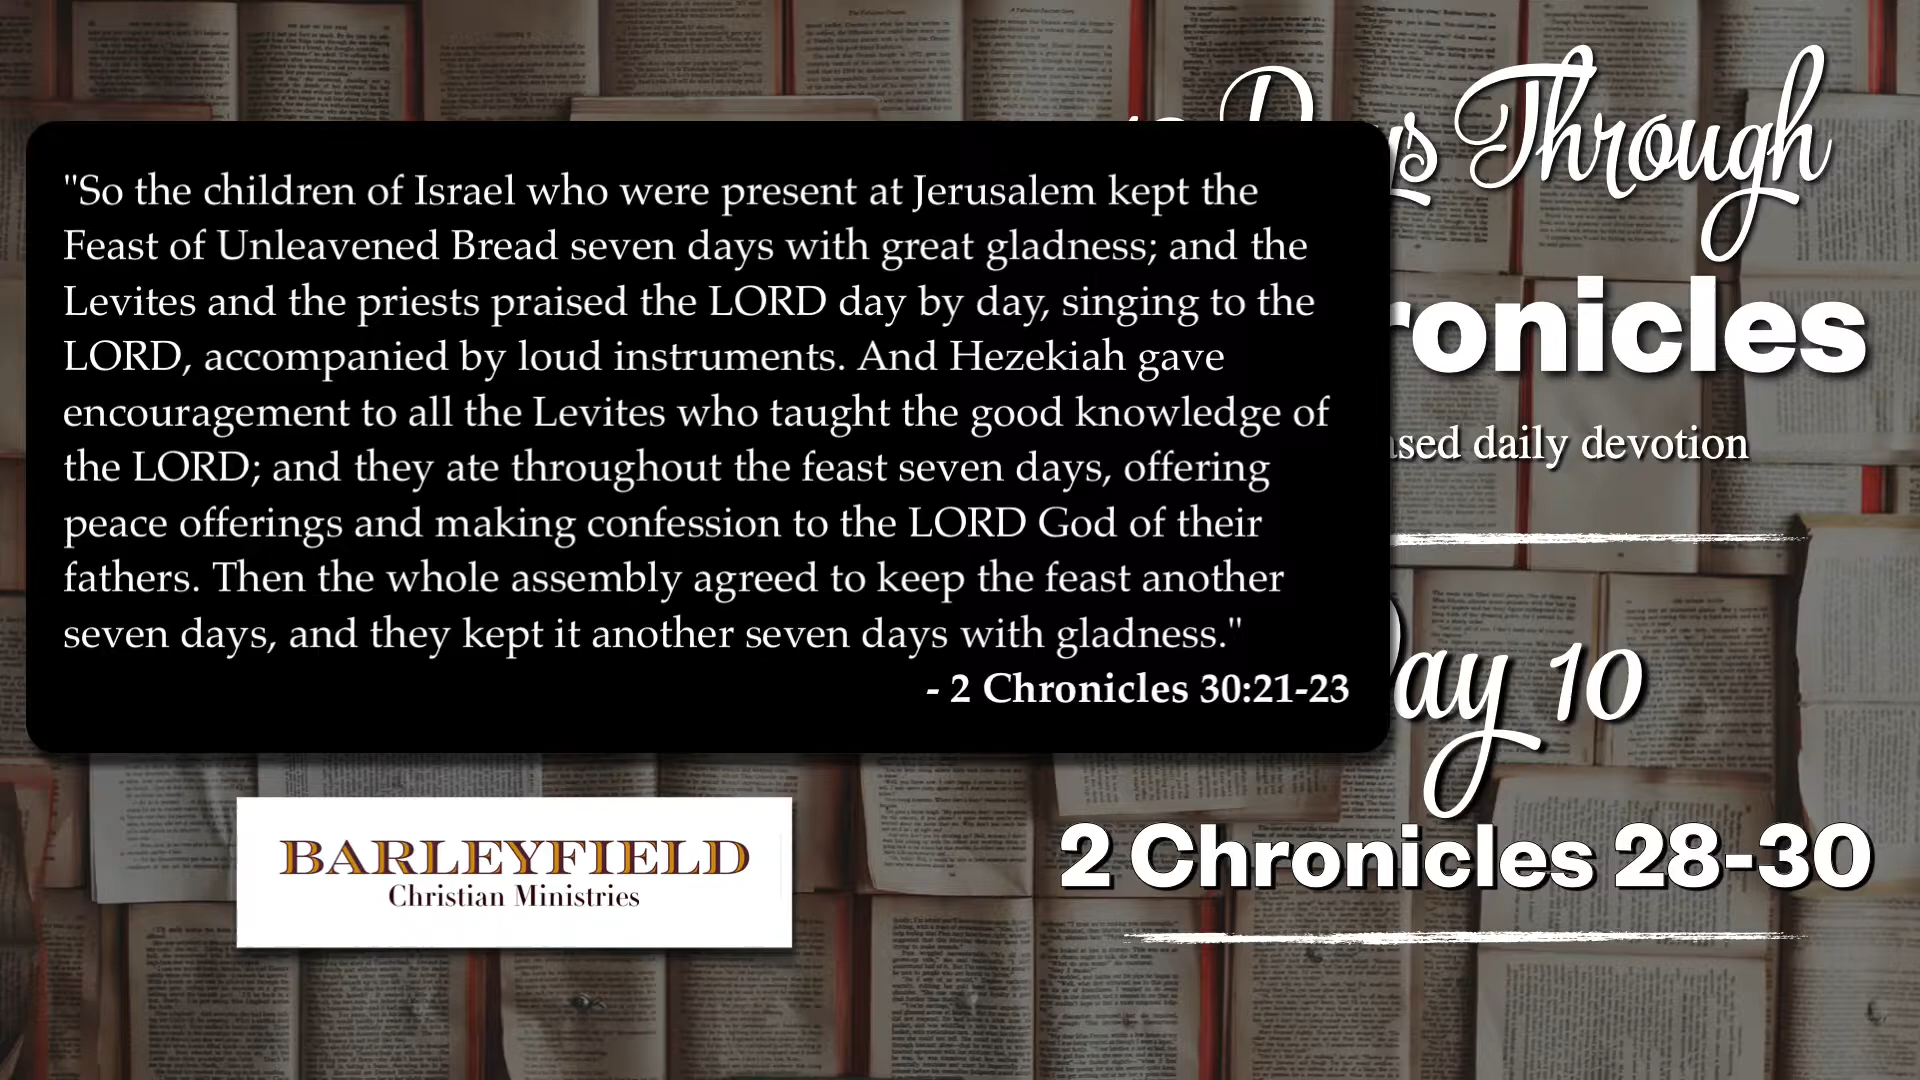 "So the children of Israel who were present at Jerusalem kept the
Feast of Unleavened Bread seven days with great gladness; and the
Levites and the priests praised the LORD day by day, singing to the
LORD, accompanied by loud instruments. And Hezekiah gave
encouragement to all the Levites who taught the good knowledge of
the LORD; and they ate throughout the feast seven days, offering
peace offerings and making confession to the LORD God of their
fathers. Then the whole assembly agreed to keep the feast another
seven days, and they kept it another seven days with gladness."
- 2 Chronicles 30:21-23
Through
ronicles
sed daily devotion
ay 10
2 Chronicles 28-30
BARLEYFIELD
Christian Ministries